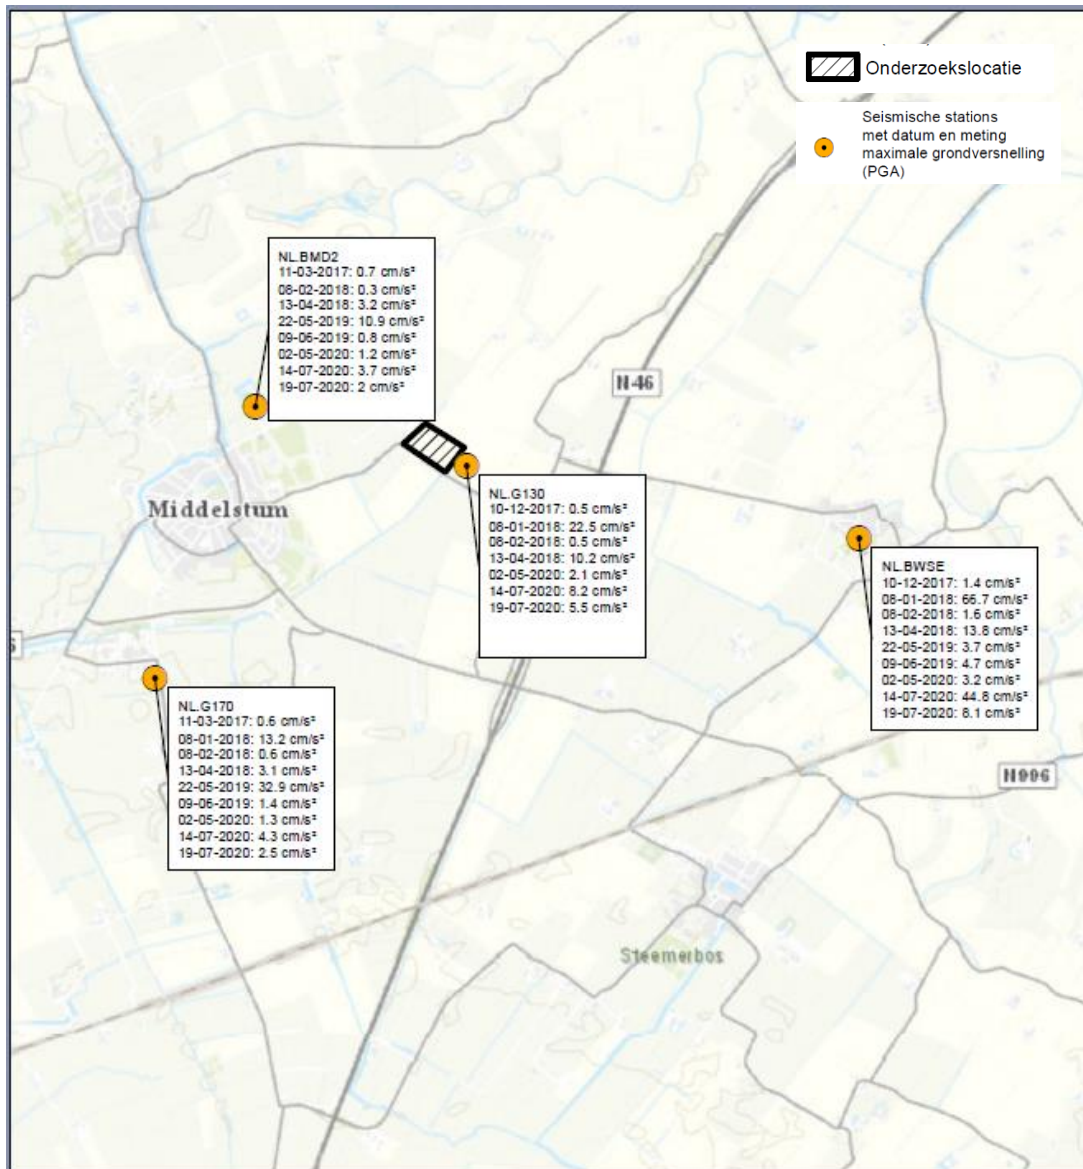 Onderzoekslocatie
Seismische stations
met datum en meting
maximale grondversnelling
(PGA)
NL.BMD2
11-03-2017: 0.7 cm/s²
08-02-2018: 0.3 cm/s²
13-04-2018: 3.2 cm/s²
22-05-2019: 10.9 cm/s²
09-06-2019: 0.8 cm/s²
02-05-2020: 1.2 cm/s²
14-07-2020: 3.7 cm/s²
19-07-2020: 2 cm/s²
N-46
Middelstum
NL.G130
10-12-2017: 0.5 cm/s²
08-01-2018: 22.5 cm/s²
08-02-2018: 0.5 cm/s²
13-04-2018: 10.2 cm/s²
02-05-2020: 2.1 cm/s²
14-07-2020: 8.2 cm/s²
19-07-2020: 5.5 cm/s²
NL.BWSE
10-12-2017: 1.4 cm/s²
08-01-2018: 66.7 cm/s²
08-02-2018: 1.6 cm/s²
13-04-2018: 13.8 cm/s²
22-05-2019: 3.7 cm/s²
09-06-2019: 4.7 cm/s²
02-05-2020: 3.2 cm/s²
14-07-2020: 44.8 cm/s²
19-07-2020: 8.1 cm/s²
NL.G170
11-03-2017: 0.6 cm/s²
08-01-2018: 13.2 cm/s²
08-02-2018: 0.6 cm/s²
13-04-2018: 3.1 cm/s²
22-05-2019: 32.9 cm/s²
09-06-2019: 1.4 cm/s²
02-05-2020: 1.3 cm/s²
14-07-2020: 4.3 cm/s²
19-07-2020: 2.5 cm/s²
N996
Steemerbos